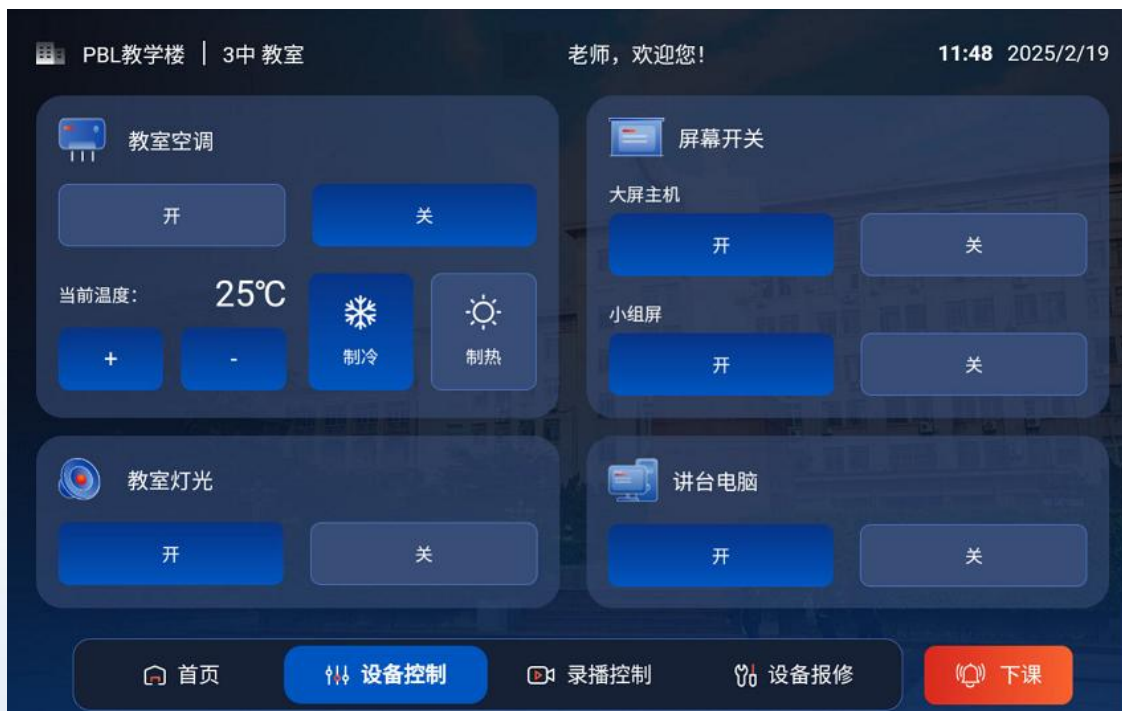 PBL教学楼 | 3中 教室
老师，欢迎您！
11:48 2025/2/19
教室空调
开 关
当前温度： 25℃
+ - 制冷 制热
屏幕开关
大屏主机
开 关
小组屏
开 关
教室灯光
开 关
讲台电脑
开 关
首页 设备控制 录播控制 设备报修 下课